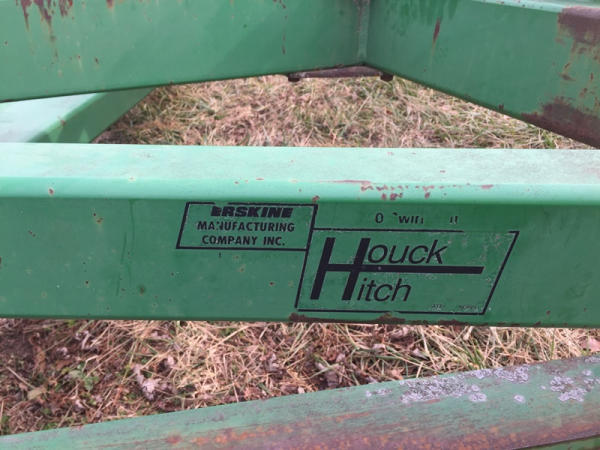 ERSKINE
MANUFACTURING
COMPANY INC.
Houck
Hitch